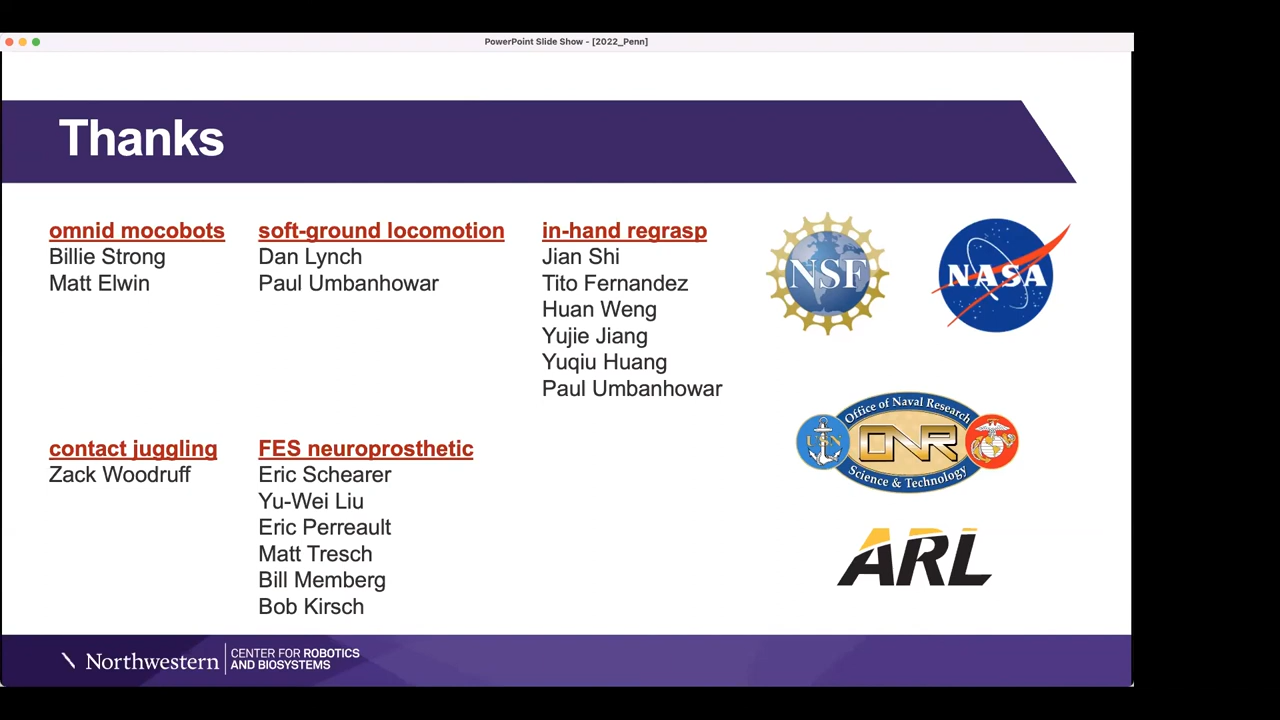 PowerPoint Slide Show - [2022_Penn]
Thanks
omnid mocobots
Billie Strong
Matt Elwin
soft-ground locomotion
Dan Lynch
Paul Umbanhowar
in-hand regrasp
Jian Shi
Tito Fernandez
Huan Weng
Yujie Jiang
Yuqiu Huang
Paul Umbanhowar
NSF
NASA
contact juggling
Zack Woodruff
FES neuroprosthetic
Eric Schearer
Yu-Wei Liu
Eric Perreault
Matt Tresch
Bill Memberg
Bob Kirsch
Office of Naval Research
USN
ONR
Science & Technology
ARL
Northwestern
CENTER FOR ROBOTICS
AND BIOSYSTEMS